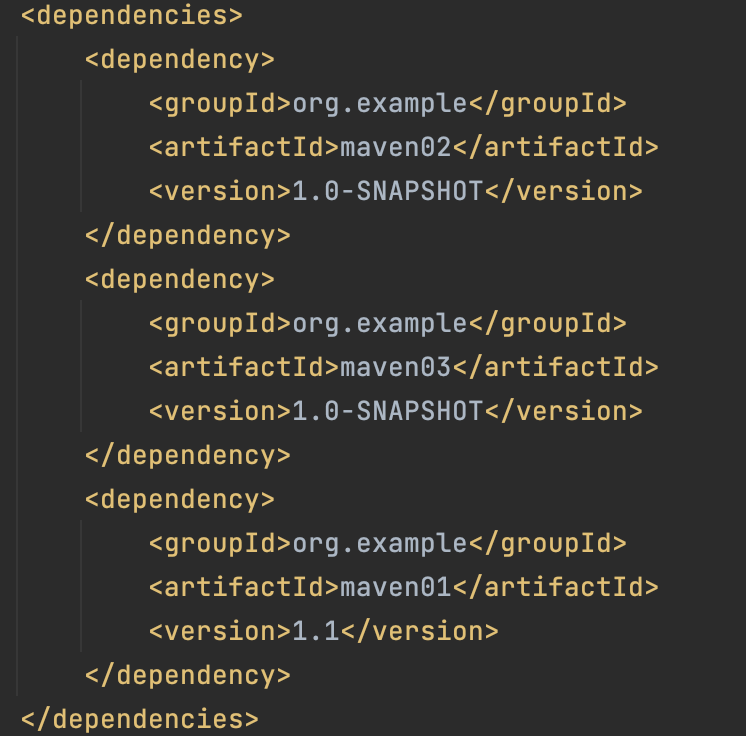 <dependencies>
<dependency>
<groupId>org.example</groupId>
<artifactId>maven02</artifactId>
<version>1.0-SNAPSHOT</version>
</dependency>
<dependency>
<groupId>org.example</groupId>
<artifactId>maven03</artifactId>
<version>1.0-SNAPSHOT</version>
</dependency>
<dependency>
<groupId>org.example</groupId>
<artifactId>maven01</artifactId>
<version>1.1</version>
</dependency>
</dependencies>